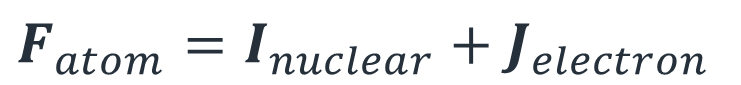 F_atom = I_nuclear + J_electron